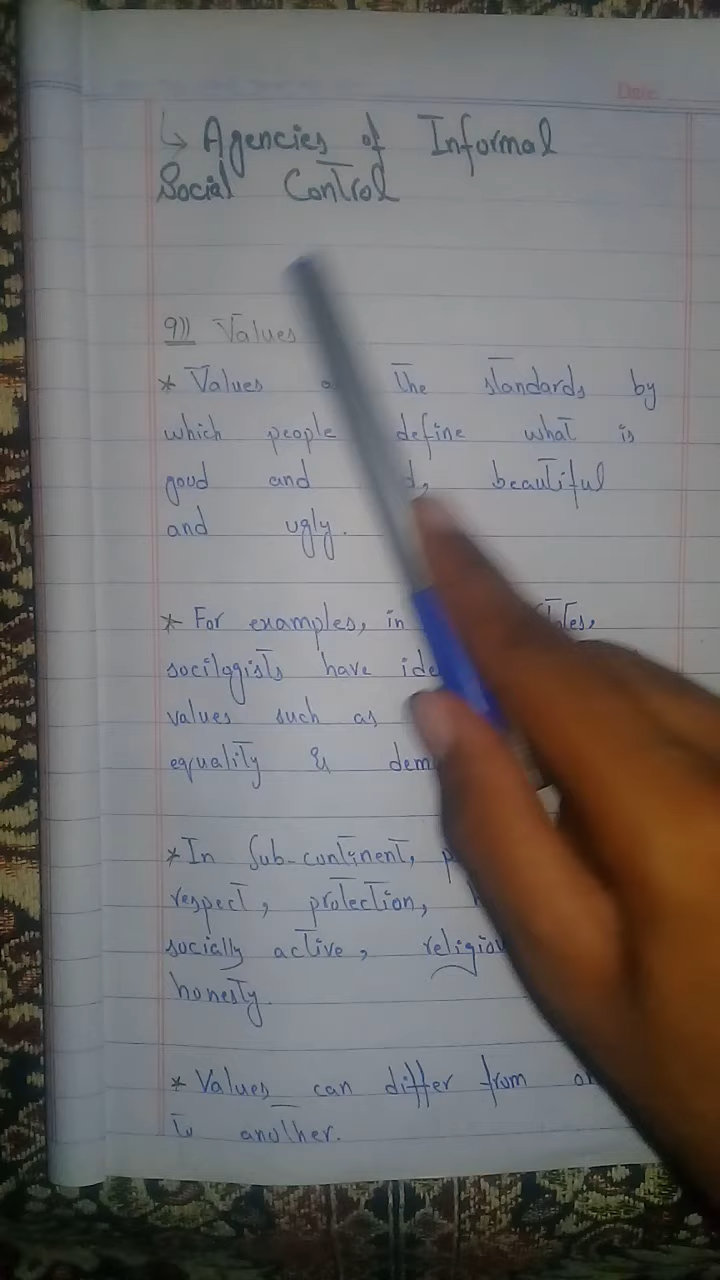 Date
↳ Agencies of Informal
Social Control
9)) Values
* Values the standards by
which people define what is
good and beautiful
and ugly.
* For examples, in
socilogists have
values such as
equality &
* In Sub-continent,
respect, protection,
socially active,
honesty.
* Values can differ from
to another.